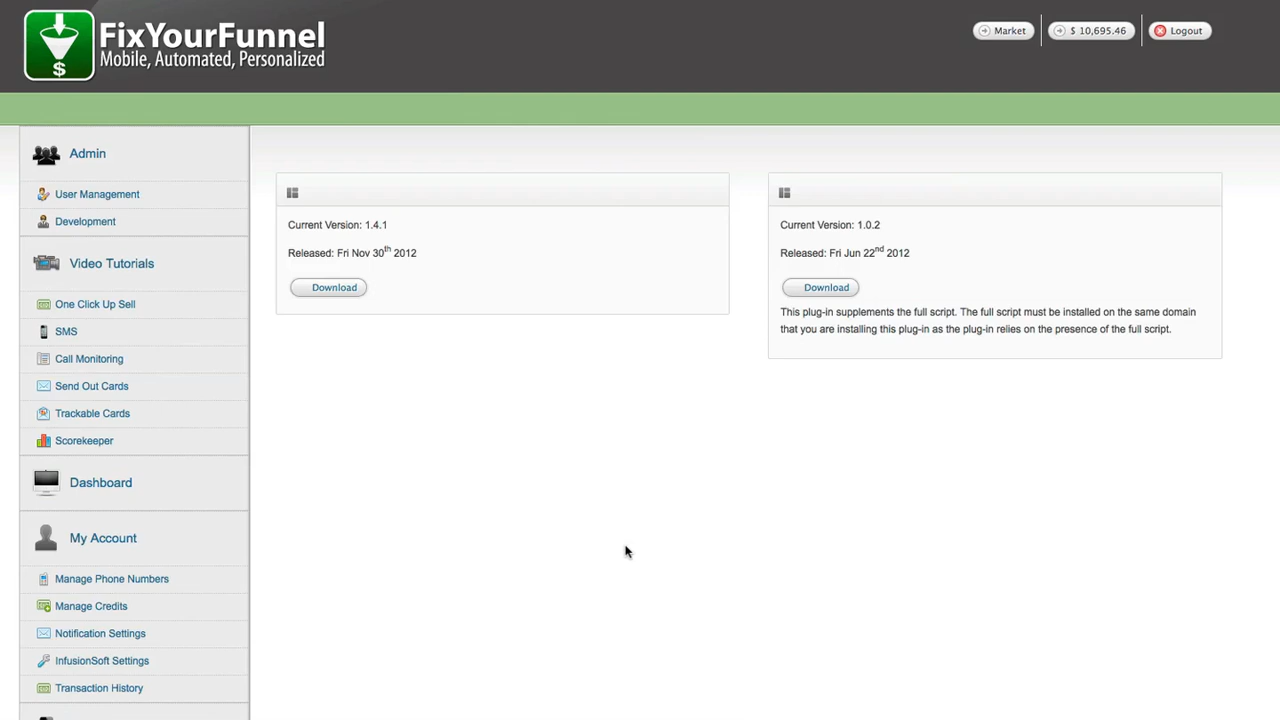 FixYourFunnel
Mobile, Automated, Personalized
$
Market
$ 10,695.46
Logout
Admin
User Management
Development
Video Tutorials
One Click Up Sell
SMS
Call Monitoring
Send Out Cards
Trackable Cards
Scorekeeper
Dashboard
My Account
Manage Phone Numbers
Manage Credits
Notification Settings
InfusionSoft Settings
Transaction History
Current Version: 1.4.1
Released: Fri Nov 30th 2012
Download
Current Version: 1.0.2
Released: Fri Jun 22nd 2012
Download
This plug-in supplements the full script. The full script must be installed on the same domain
that you are installing this plug-in as the plug-in relies on the presence of the full script.